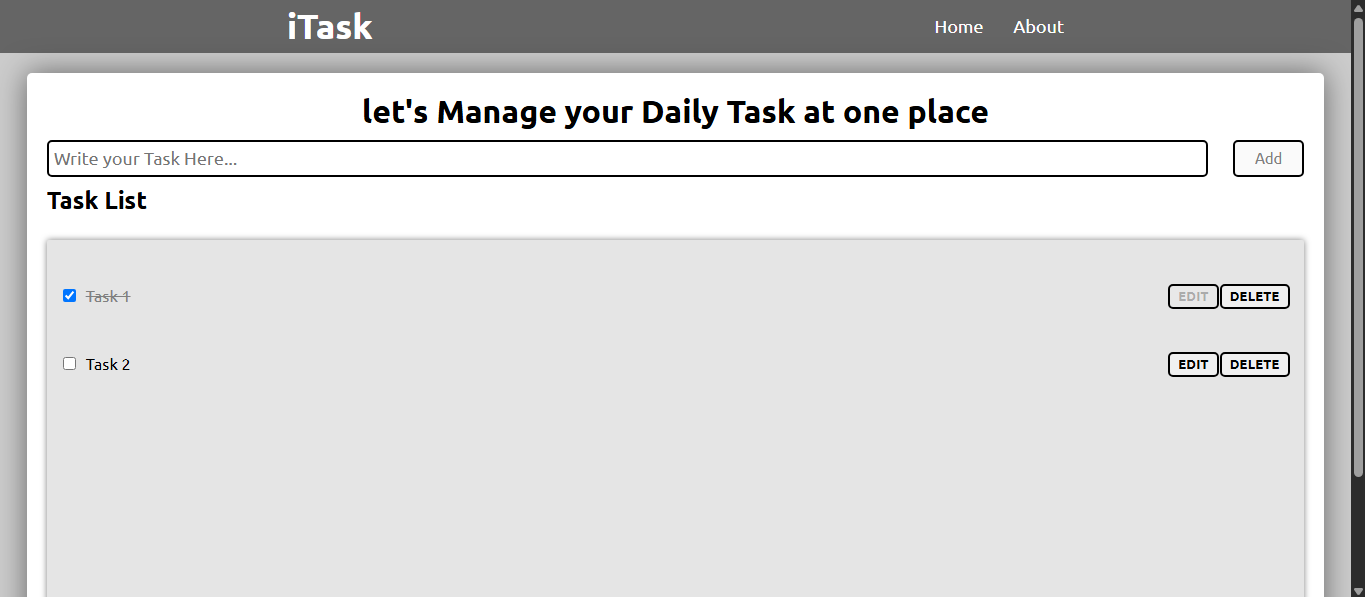 iTask Home About
let's Manage your Daily Task at one place
Write your Task Here... Add
Task List
Task 1 EDIT DELETE
Task 2 EDIT DELETE